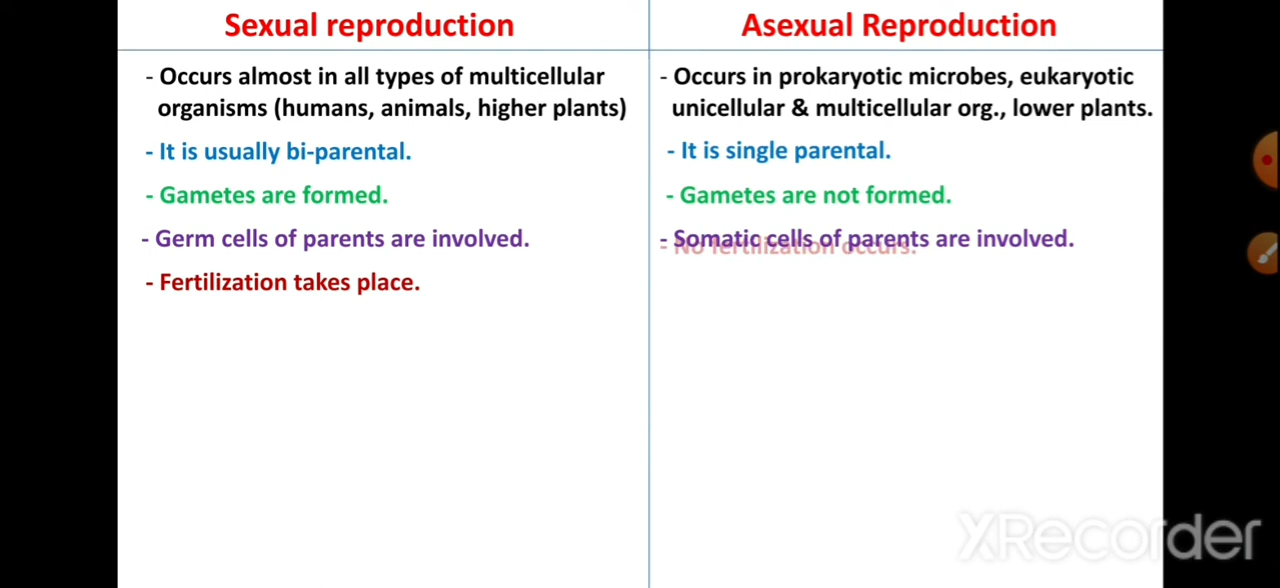 Sexual reproduction
- Occurs almost in all types of multicellular
organisms (humans, animals, higher plants)
- It is usually bi-parental.
- Gametes are formed.
- Germ cells of parents are involved.
- Fertilization takes place.
Asexual Reproduction
- Occurs in prokaryotic microbes, eukaryotic
unicellular & multicellular org., lower plants.
- It is single parental.
- Gametes are not formed.
- Somatic cells of parents are involved.
- No fertilization occurs.
XRecorder